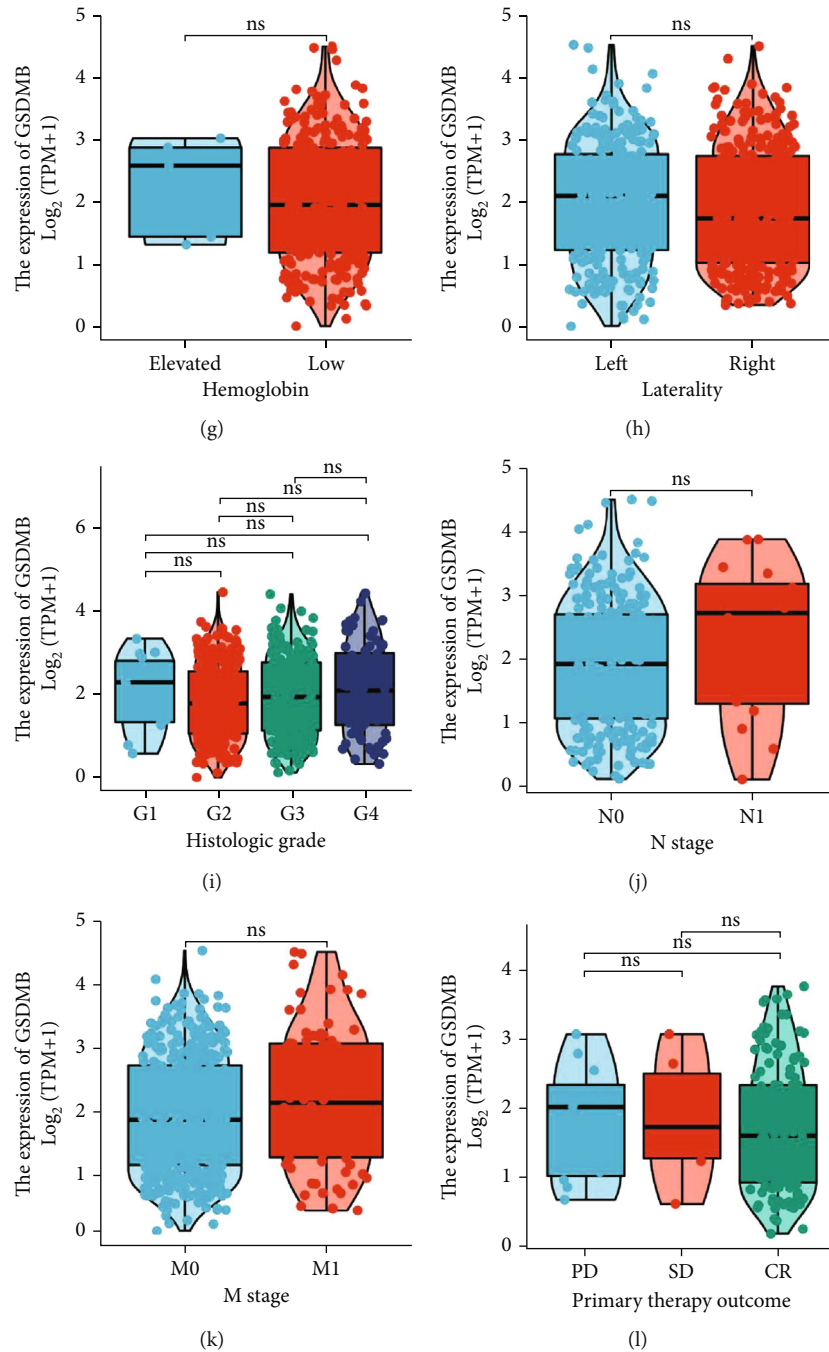 The expression of GSDMB
Log2 (TPM+1)
5
4
3
2
1
0
ns
Elevated
Low
Hemoglobin
(g)
The expression of GSDMB
Log2 (TPM+1)
5
4
3
2
1
0
ns
Left
Right
Laterality
(h)
The expression of GSDMB
Log2 (TPM+1)
6
4
2
0
ns
ns
ns
ns
ns
ns
G1
G2
G3
G4
Histologic grade
(i)
The expression of GSDMB
Log2 (TPM+1)
5
4
3
2
1
0
ns
N0
N1
N stage
(j)
The expression of GSDMB
Log2 (TPM+1)
5
4
3
2
1
0
ns
M0
M1
M stage
(k)
The expression of GSDMB
Log2 (TPM+1)
4
3
2
1
0
ns
ns
ns
PD
SD
CR
Primary therapy outcome
(l)